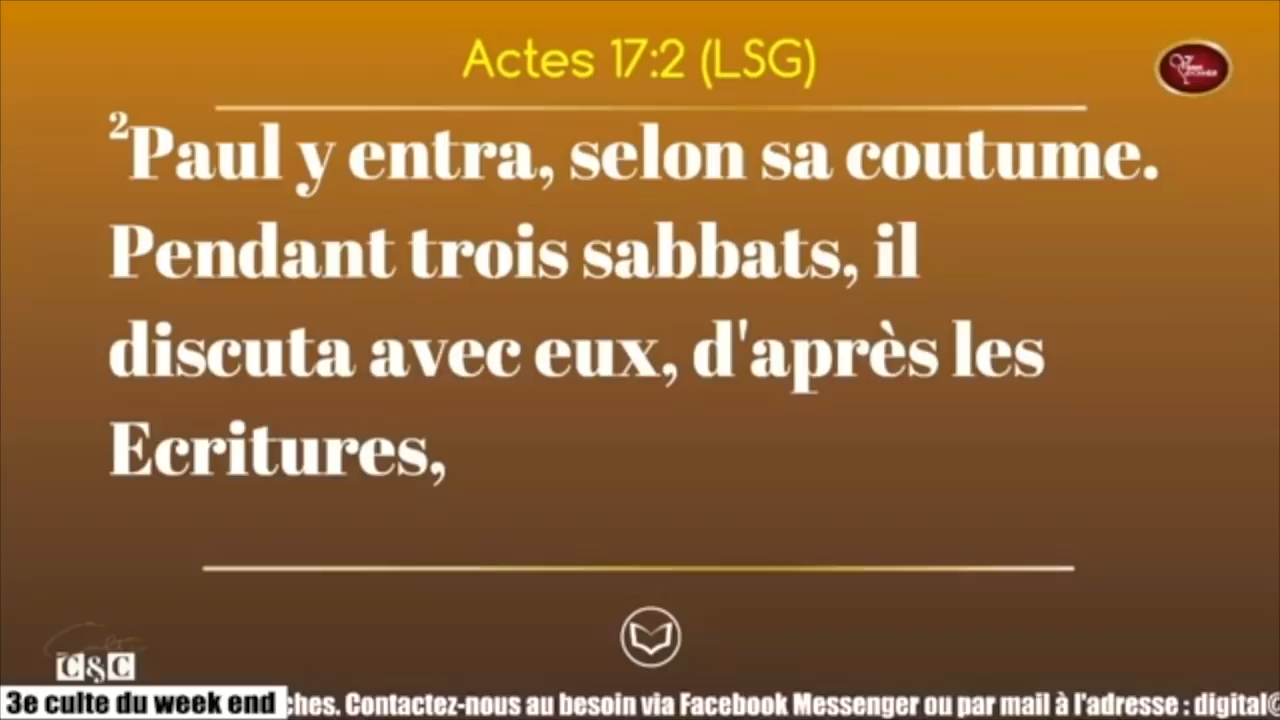 Actes 17:2 (LSG)
²Paul y entra, selon sa coutume.
Pendant trois sabbats, il
discuta avec eux, d'après les
Ecritures,
C&C
3e culte du week end
ches. Contactez-nous au besoin via Facebook Messenger ou par mail à l'adresse : digital@